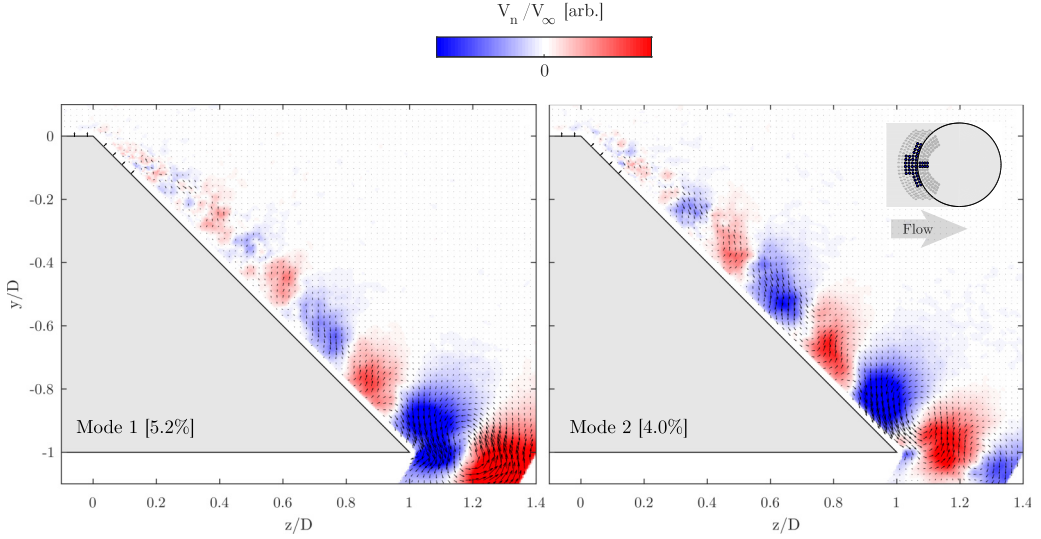 V_n/V_∞ [arb.]
0
0
-0.2
-0.4
-0.6
-0.8
-1
y/D
Mode 1 [5.2%]
0 0.2 0.4 0.6 0.8 1 1.2 1.4
z/D
Flow
Mode 2 [4.0%]
0 0.2 0.4 0.6 0.8 1 1.2 1.4
z/D